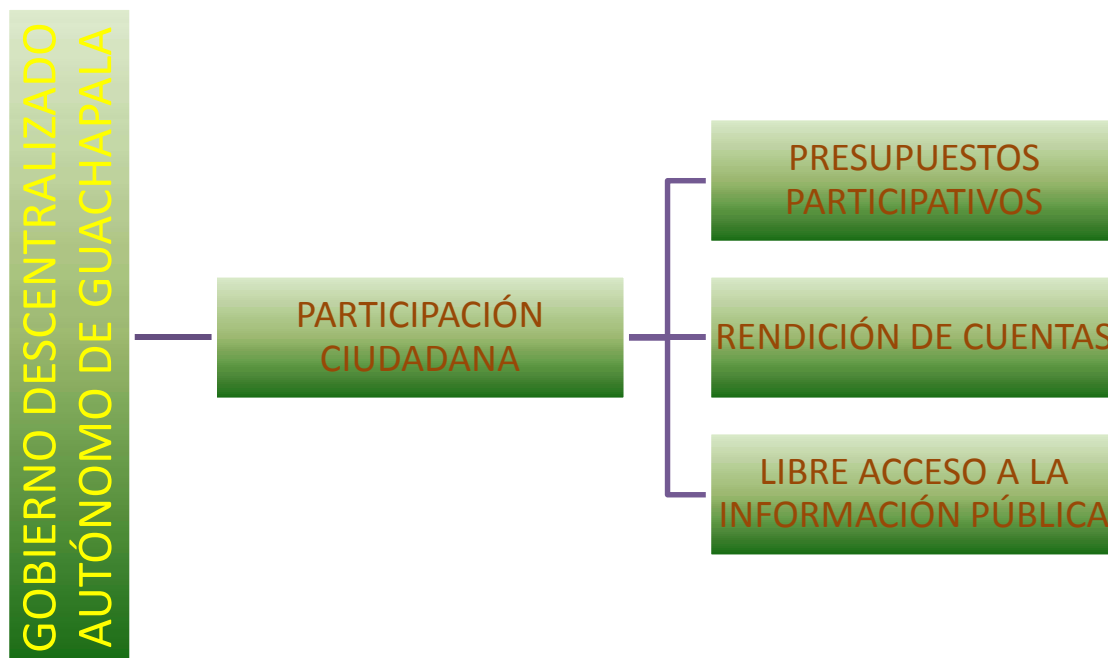 GOBIERNO DESCENTRALIZADO
AUTÓNOMO DE GUACHAPALA
PARTICIPACIÓN
CIUDADANA
PRESUPUESTOS
PARTICIPATIVOS
RENDICIÓN DE CUENTAS
LIBRE ACCESO A LA
INFORMACIÓN PÚBLICA